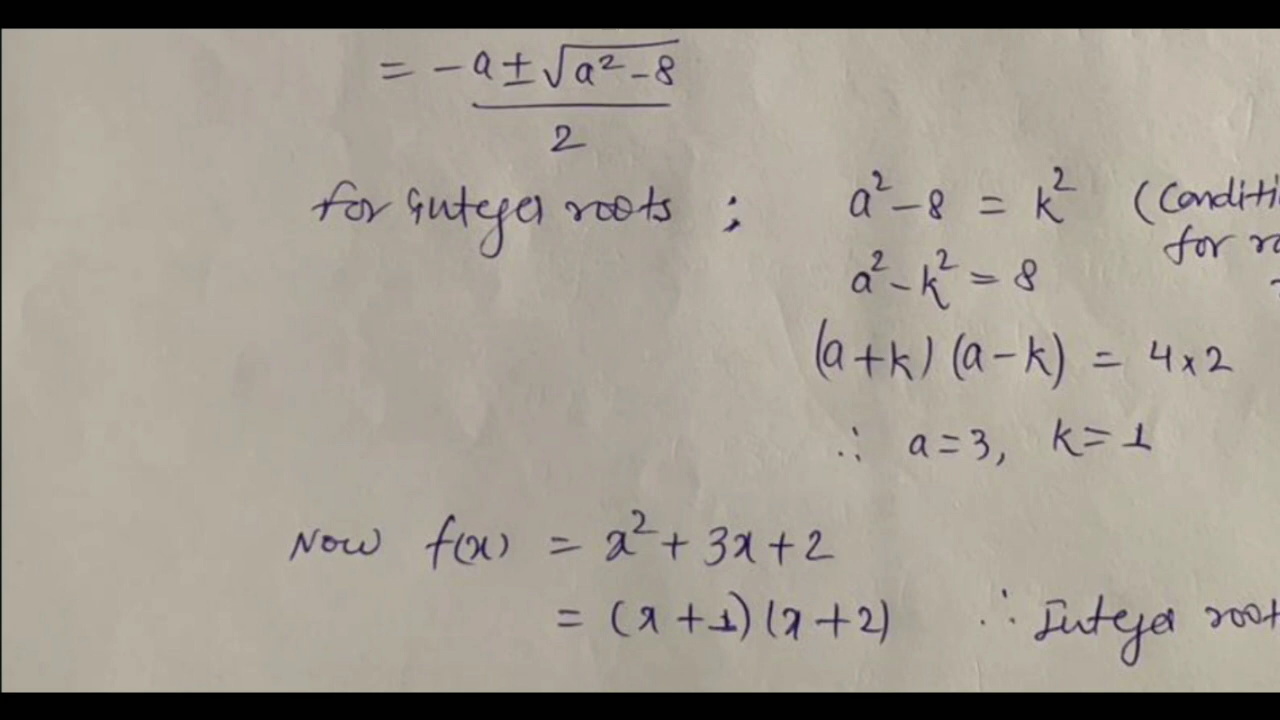 = -a ± √a² - 8
2
for integer roots ; a² - 8 = k² (Conditi
for ro
a² - k² = 8
(a + k) (a - k) = 4 x 2
∴ a = 3, k = 1
Now f(x) = x² + 3x + 2
= (x + 1) (x + 2) ∴ Integer root